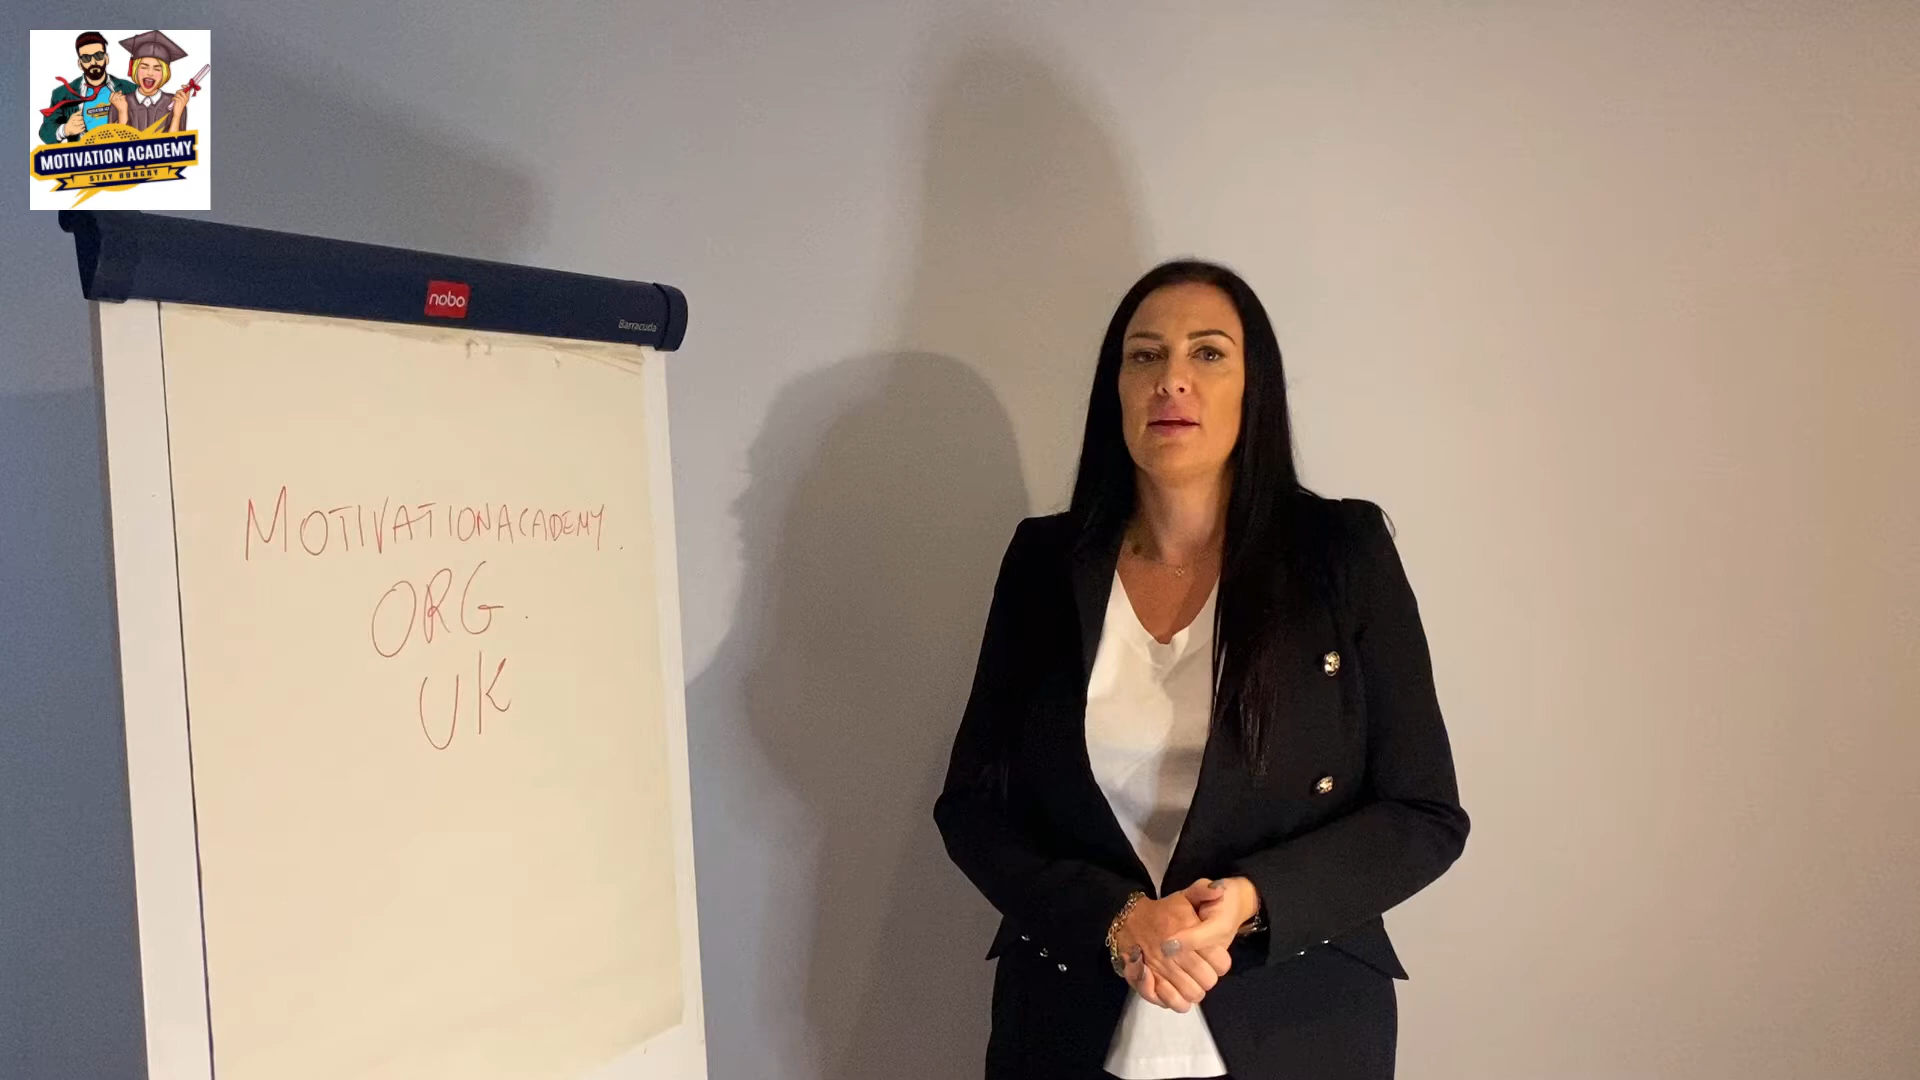 MOTIVATION ACADEMY
STAY HUNGRY
nobo
Barracuda
MOTIVATIONACADEMY.
ORG.
UK